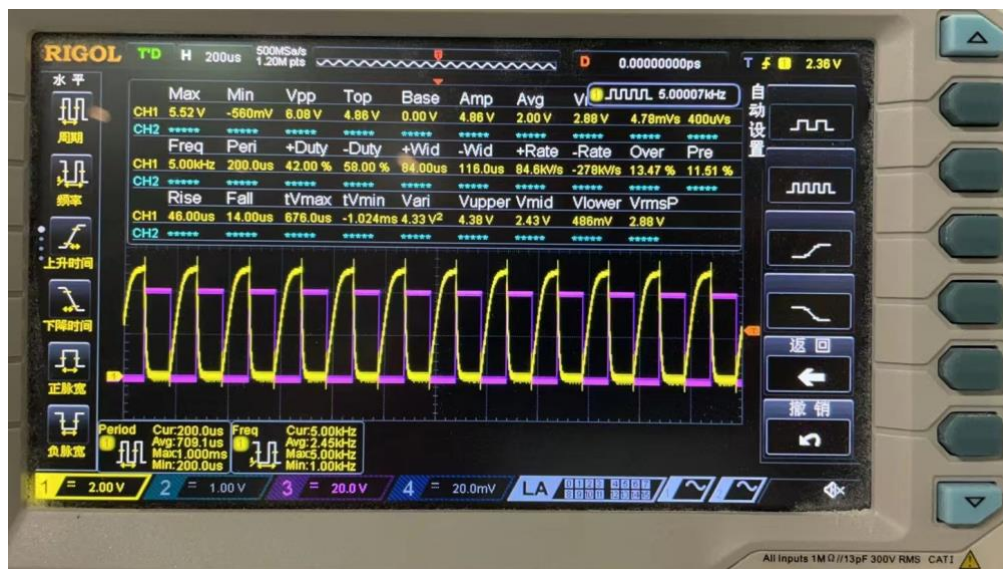 RIGOL T'D H 200us 500MSa/s 1.20M pts D 0.00000000ps T 1 2.36 V
水平
周期
频率
上升时间
下降时间
正脉宽
负脉宽
1 5.00007kHz
Max Min Vpp Top Base Amp Avg
CH1 5.52 V -560mV 6.08 V 4.86 V 0.00 V 4.86 V 2.00 V 2.88 V 4.78mVs 400uVs
CH2 ***** ***** ***** ***** ***** ***** ***** ***** ***** *****
Freq Peri +Duty -Duty +Wid -Wid +Rate -Rate Over Pre
CH1 5.00kHz 200.0us 42.00 % 58.00 % 84.00us 116.0us 84.6kV/s -278kV/s 13.47 % 11.51 %
CH2 ***** ***** ***** ***** ***** ***** ***** ***** ***** *****
Rise Fall tVmax tVmin Vari Vupper Vmid Vlower VrmsP
CH1 46.00us 14.00us 676.0us -1.024ms 4.33 V² 4.38 V 2.43 V 486mV 2.88 V
CH2 ***** ***** ***** ***** ***** ***** ***** ***** *****
自动设置
返回
撤销
1
Period Cur:200.0us
Avg:709.1us
Max:1.000ms
Min:200.0us
Freq Cur:5.00kHz
Avg:2.45kHz
Max:5.00kHz
Min:1.00kHz
1 = 2.00 V 2 = 1.00 V 3 = 20.0 V 4 = 20.0mV LA
All Inputs 1MΩ//13pF 300V RMS CAT I